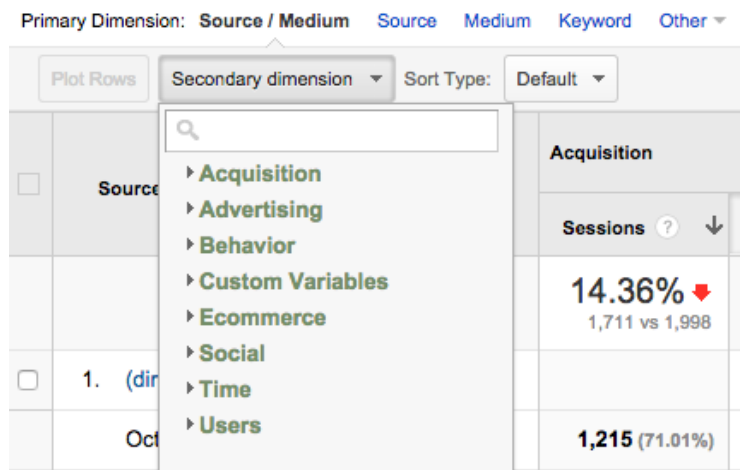 Primary Dimension: Source / Medium Source Medium Keyword Other
Plot Rows Secondary dimension Sort Type: Default
Acquisition
Acquisition
Source
Advertising
Sessions ?
Behavior
Custom Variables
14.36%
Ecommerce
1,711 vs 1,998
Social
1. (dir
Time
Users
Oct
1,215 (71.01%)